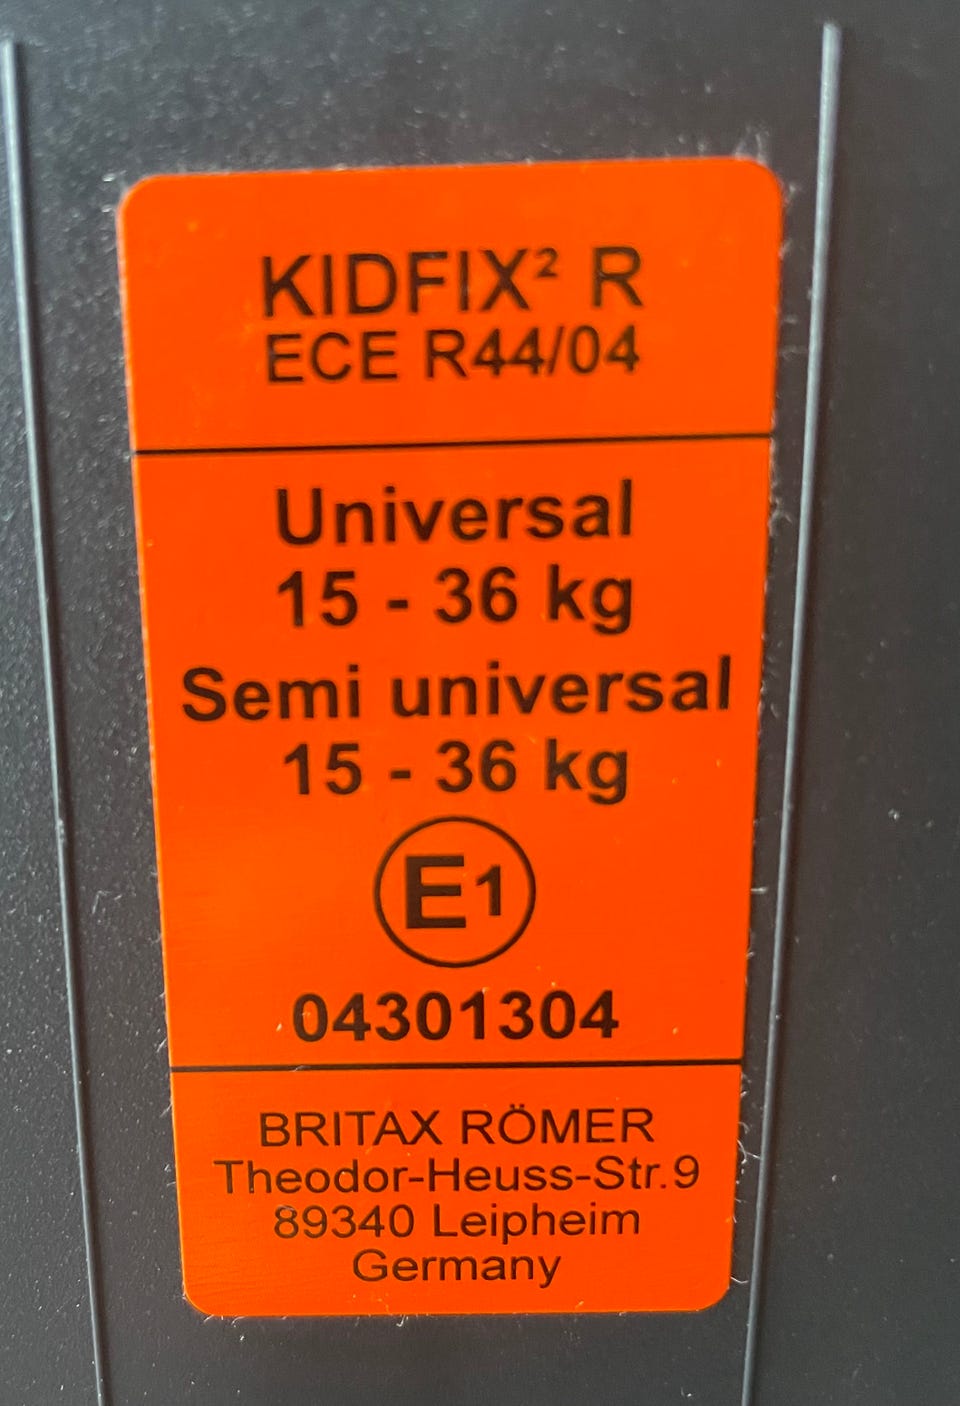 KIDFIX² R
ECE R44/04
Universal
15 - 36 kg
Semi universal
15 - 36 kg
E1
04301304
BRITAX RÖMER
Theodor-Heuss-Str.9
89340 Leipheim
Germany